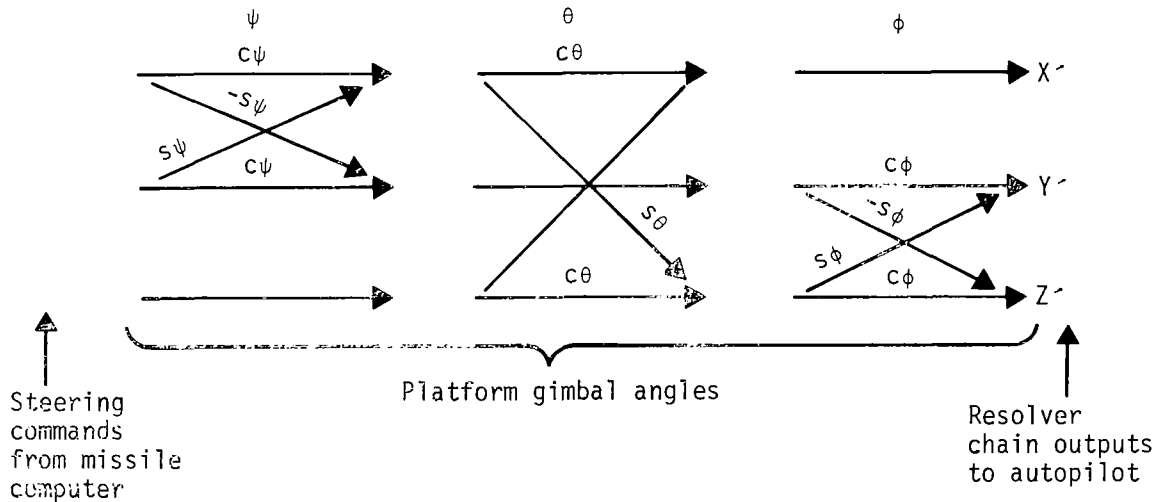 ψ θ φ
cψ cθ
X´
-sψ
sψ
cψ cφ Y´
-sφ
sθ
sφ
cθ cφ Z´
Platform gimbal angles
Steering
commands
from missile
computer
Resolver
chain outputs
to autopilot